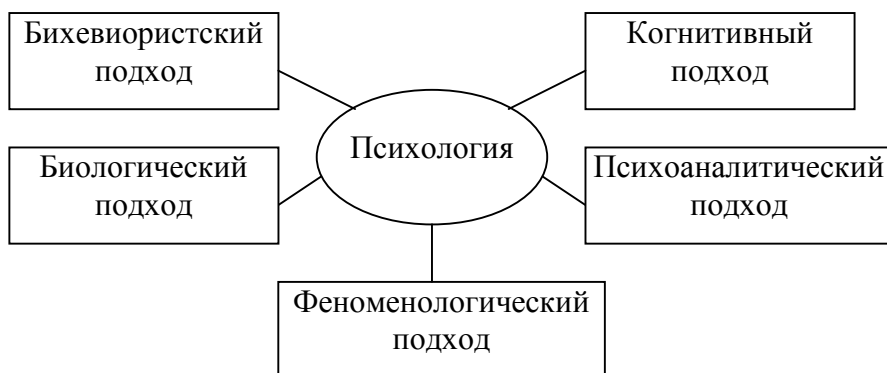 Бихевиористский
подход
Когнитивный
подход
Психология
Биологический
подход
Психоаналитический
подход
Феноменологический
подход